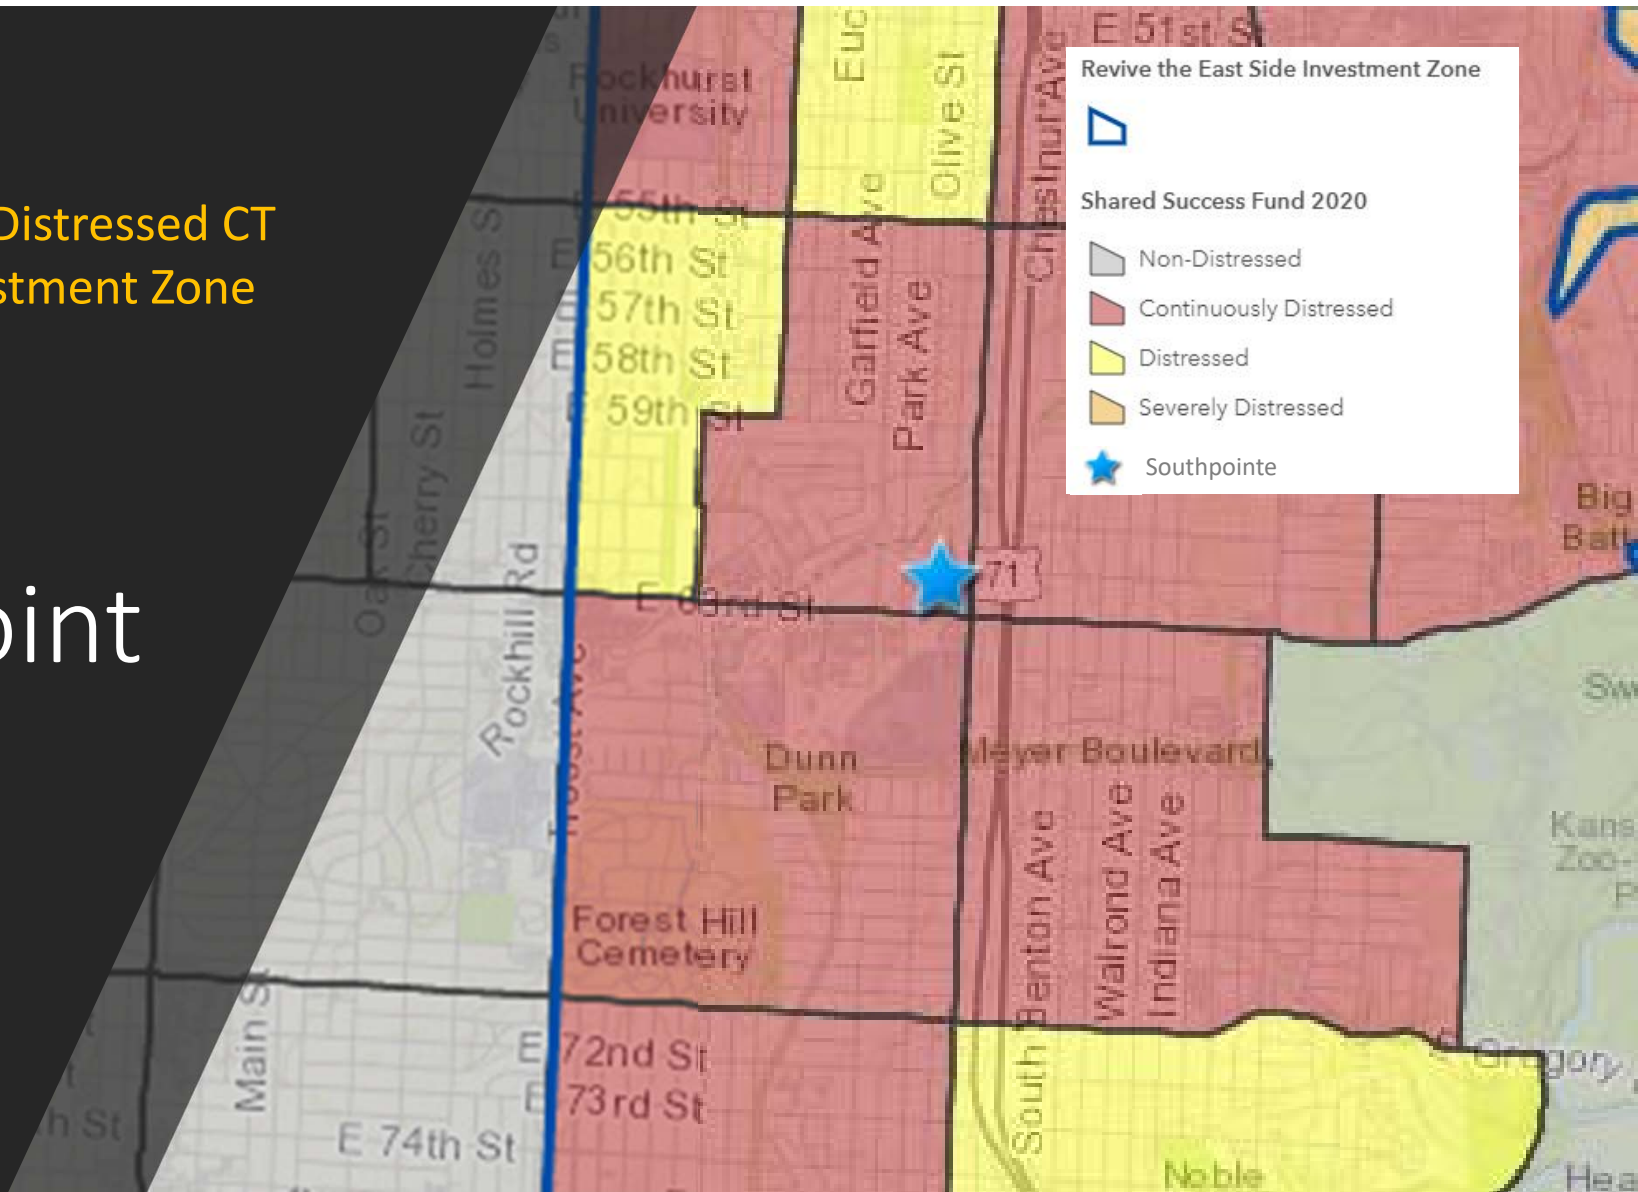 Distressed CT
stment Zone
oint
Revive the East Side Investment Zone
Shared Success Fund 2020
Non-Distressed
Continuously Distressed
Distressed
Severely Distressed
Southpointe
E 51st St
Rockhurst
University
Euc
Olive St
Chestnut Ave
E 55th St
E 56th St
E 57th St
E 58th St
E 59th St
Garfield Ave
Park Ave
Holmes S
Cherry St
Oak St
Rockhill Rd
Troost Ave
E 63rd St
71
Big
Dunn
Park
Meyer Boulevard
Forest Hill
Cemetery
South Benton Ave
Walrond Ave
Indiana Ave
Kans
Zoo
Main St
E 72nd St
E 73rd St
E 74th St
h St
Gregory
Noble
Hea